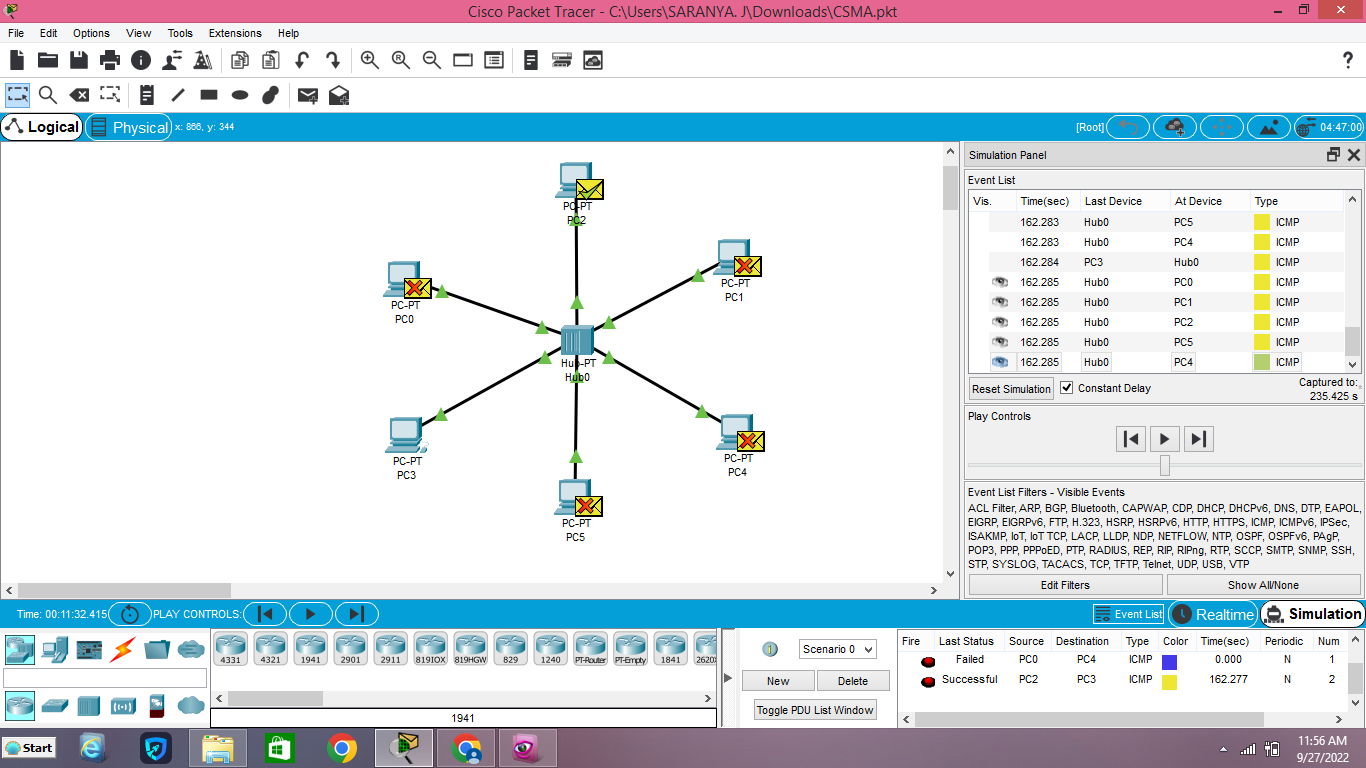 Cisco Packet Tracer - C:\Users\SARANYA. J\Downloads\CSMA.pkt
File Edit Options View Tools Extensions Help
Logical Physical x: 866, y: 344 [Root] 04:47:00
PC-PT
PC2
PC-PT
PC1
PC-PT
PC0
Hub-PT
Hub0
PC-PT
PC3
PC-PT
PC4
PC-PT
PC5
Simulation Panel
Event List
Vis. Time(sec) Last Device At Device Type
162.283 Hub0 PC5 ICMP
162.283 Hub0 PC4 ICMP
162.284 PC3 Hub0 ICMP
162.285 Hub0 PC0 ICMP
162.285 Hub0 PC1 ICMP
162.285 Hub0 PC2 ICMP
162.285 Hub0 PC5 ICMP
162.285 Hub0 PC4 ICMP
Reset Simulation Constant Delay Captured to:
235.425 s
Play Controls
Event List Filters - Visible Events
ACL Filter, ARP, BGP, Bluetooth, CAPWAP, CDP, DHCP, DHCPv6, DNS, DTP, EAPOL,
EIGRP, EIGRPv6, FTP, H.323, HSRP, HSRPv6, HTTP, HTTPS, ICMP, ICMPv6, IPSec,
ISAKMP, IoT, IoT TCP, LACP, LLDP, NDP, NETFLOW, NTP, OSPF, OSPFv6, PAgP,
POP3, PPP, PPPoED, PTP, RADIUS, REP, RIP, RIPng, RTP, SCCP, SMTP, SNMP, SSH,
STP, SYSLOG, TACACS, TCP, TFTP, Telnet, UDP, USB, VTP
Edit Filters Show All/None
Time: 00:11:32.415 PLAY CONTROLS: Event List Realtime Simulation
4331 4321 1941 2901 2911 819IOX 819HGW 829 1240 PT-Router PT-Empty 1841 2620X
1941
Scenario 0
New Delete
Toggle PDU List Window
Fire Last Status Source Destination Type Color Time(sec) Periodic Num
Failed PC0 PC4 ICMP 0.000 N 1
Successful PC2 PC3 ICMP 162.277 N 2
Start
11:56 AM
9/27/2022